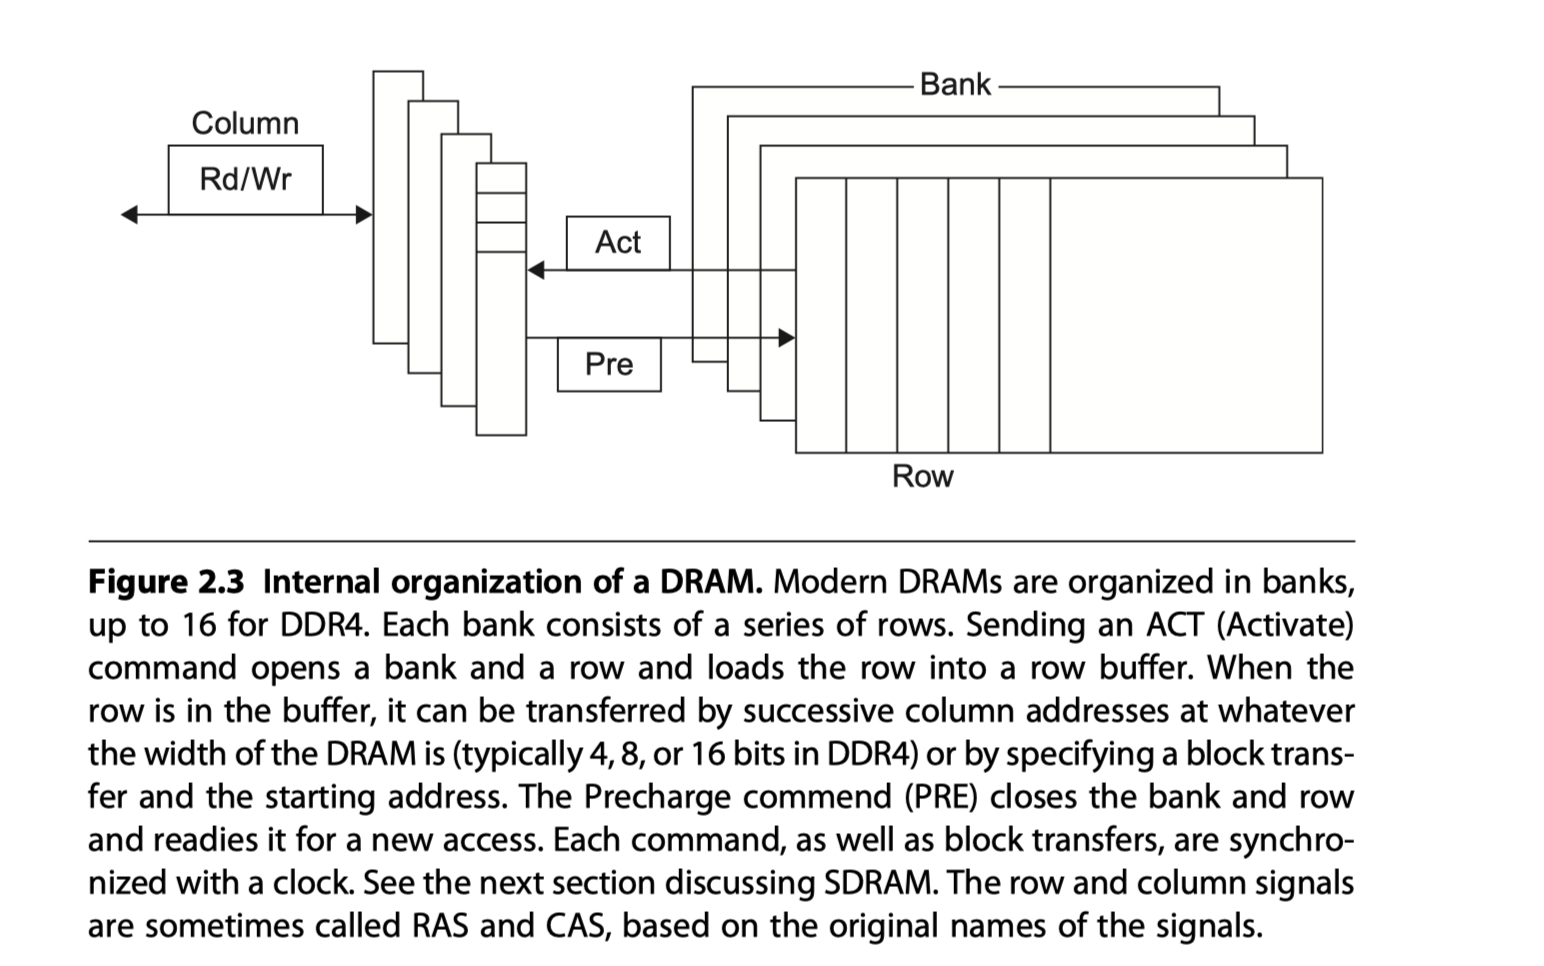 Bank
Column
Rd/Wr
Act
Pre
Row
Figure 2.3 Internal organization of a DRAM. Modern DRAMs are organized in banks,
up to 16 for DDR4. Each bank consists of a series of rows. Sending an ACT (Activate)
command opens a bank and a row and loads the row into a row buffer. When the
row is in the buffer, it can be transferred by successive column addresses at whatever
the width of the DRAM is (typically 4, 8, or 16 bits in DDR4) or by specifying a block trans-
fer and the starting address. The Precharge commend (PRE) closes the bank and row
and readies it for a new access. Each command, as well as block transfers, are synchro-
nized with a clock. See the next section discussing SDRAM. The row and column signals
are sometimes called RAS and CAS, based on the original names of the signals.